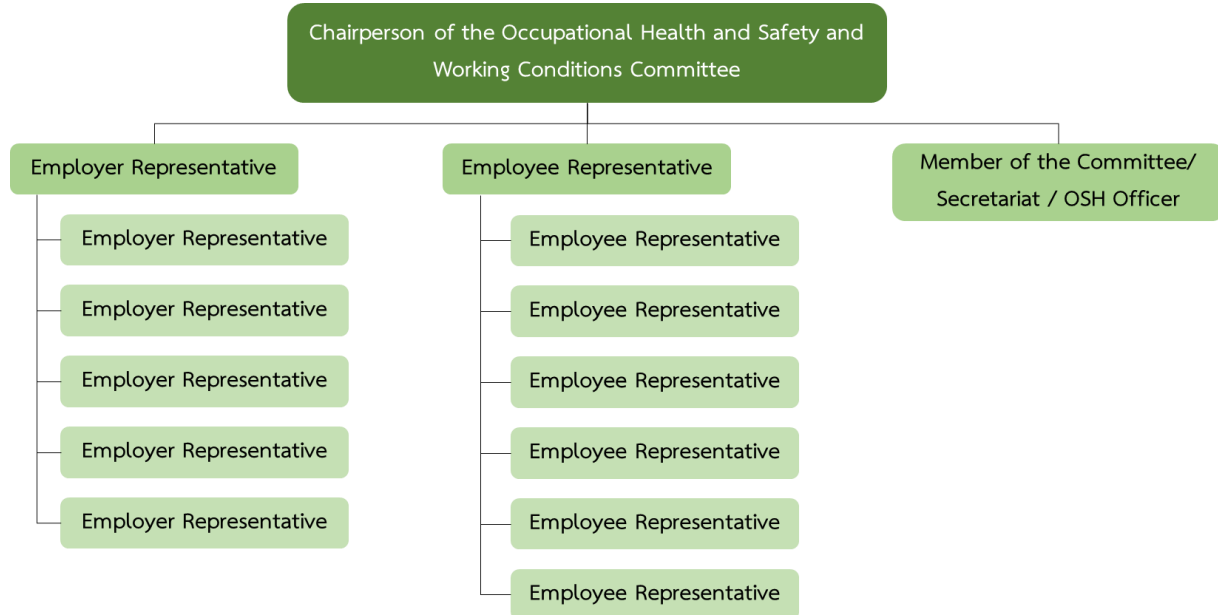 Chairperson of the Occupational Health and Safety and
Working Conditions Committee
Employer Representative
Employer Representative
Employer Representative
Employer Representative
Employer Representative
Employer Representative
Employee Representative
Employee Representative
Employee Representative
Employee Representative
Employee Representative
Employee Representative
Employee Representative
Member of the Committee/
Secretariat / OSH Officer